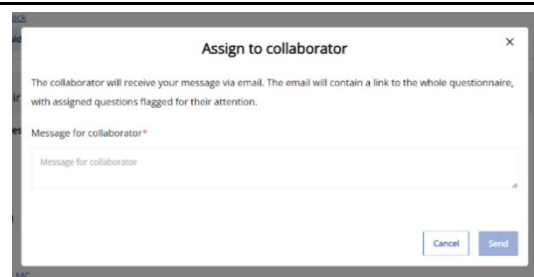 Assign to collaborator
×
The collaborator will receive your message via email. The email will contain a link to the whole questionnaire,
with assigned questions flagged for their attention.
Message for collaborator*
Message for collaborator
Cancel Send